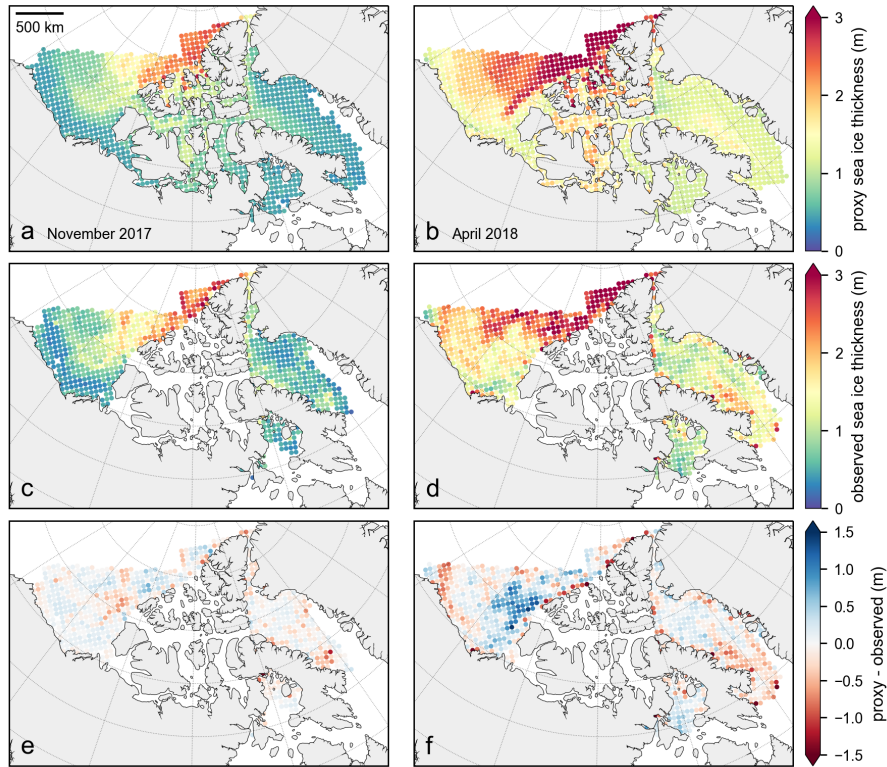 500 km
a November 2017
b April 2018
3
2
1
0
proxy sea ice thickness (m)
c
d
3
2
1
0
observed sea ice thickness (m)
e
f
1.5
1.0
0.5
0.0
−0.5
−1.0
−1.5
proxy - observed (m)